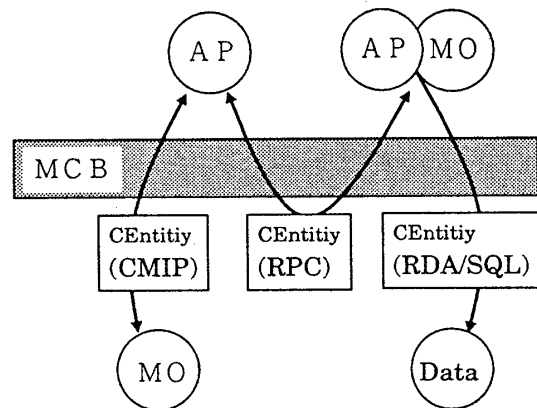 AP
AP
MO
MCB
CEntitiy
(CMIP)
CEntitiy
(RPC)
CEntitiy
(RDA/SQL)
MO
Data